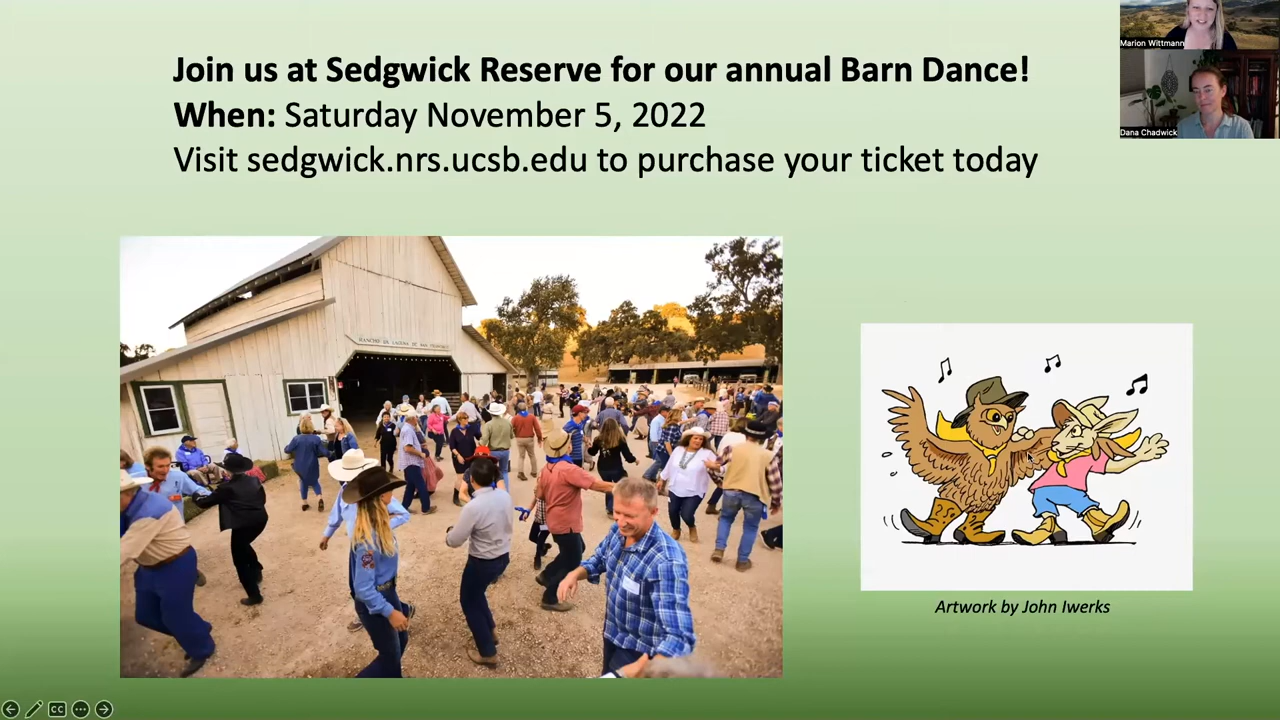 Join us at Sedgwick Reserve for our annual Barn Dance!
When: Saturday November 5, 2022
Visit sedgwick.nrs.ucsb.edu to purchase your ticket today
Marion Wittmann
Dana Chadwick
Artwork by John Iwerks
CC